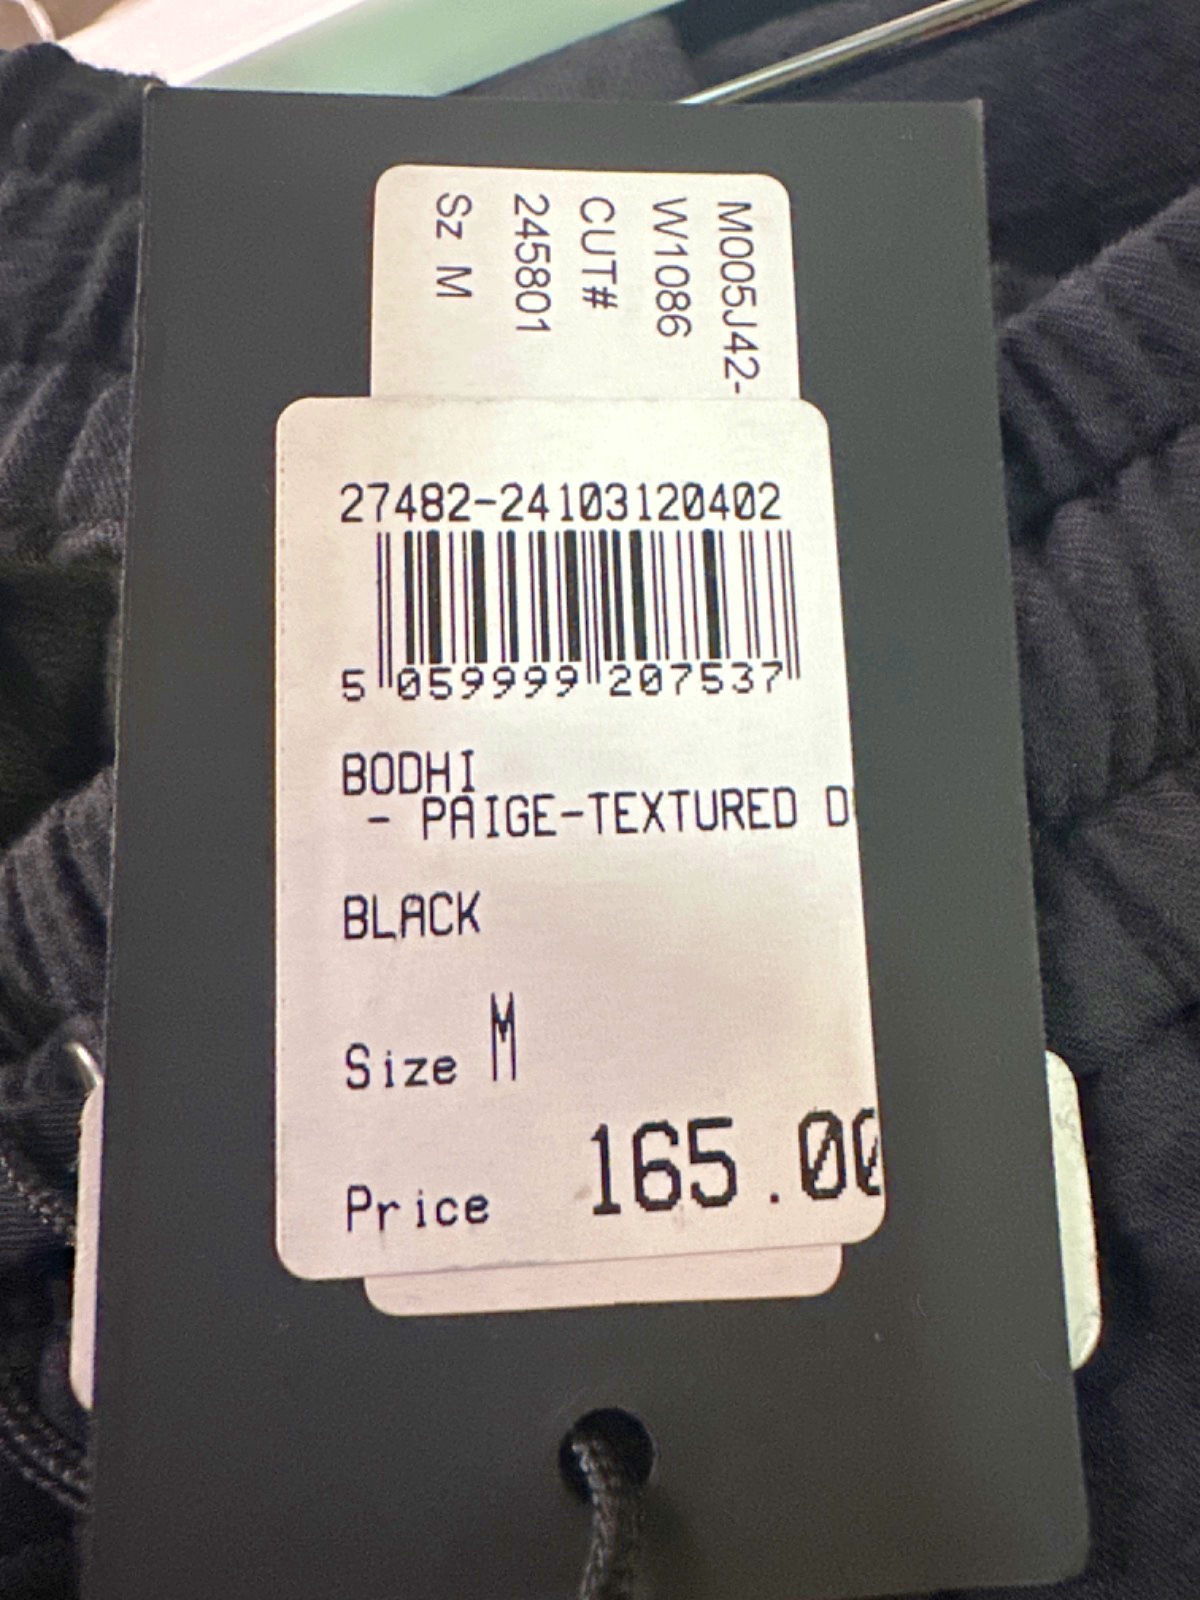 M005J42-
W1086
CUT#
245801
Sz M
27482-24103120402
5 059999 207537
BODHI
- PAIGE-TEXTURED D
BLACK
Size M
Price 165.00